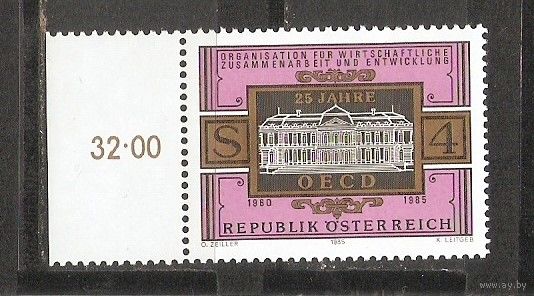 ORGANISATION FÜR WIRTSCHAFTLICHE
ZUSAMMENARBEIT UND ENTWICKLUNG
25 JAHRE
32·00
S 4
OECD
1960 1985
REPUBLIK ÖSTERREICH
O. ZEILLER 1985 K. LEITGEB
www.ay.by